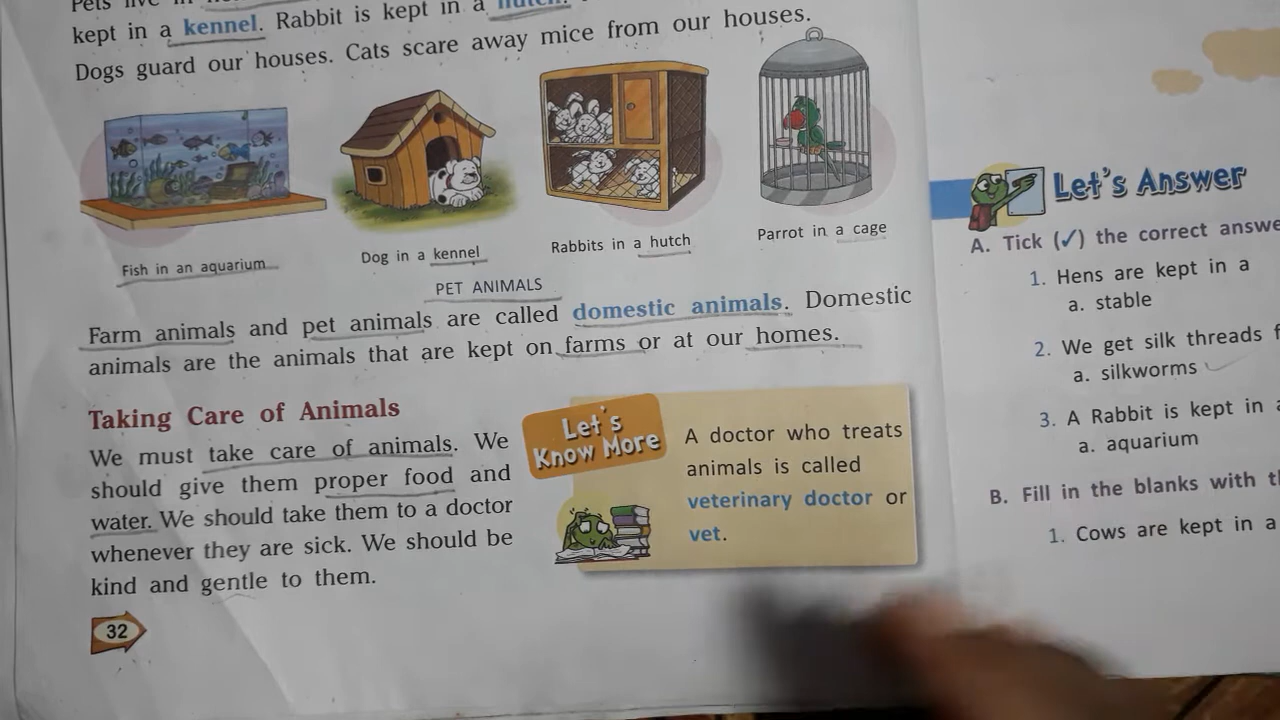 Pets live in
kept in a kennel. Rabbit is kept in a hutch.
Dogs guard our houses. Cats scare away mice from our houses.
Fish in an aquarium
Dog in a kennel
Rabbits in a hutch
Parrot in a cage
PET ANIMALS
Farm animals and pet animals are called domestic animals. Domestic
animals are the animals that are kept on farms or at our homes.
Taking Care of Animals
We must take care of animals. We
should give them proper food and
water. We should take them to a doctor
whenever they are sick. We should be
kind and gentle to them.
Let's
Know More
A doctor who treats
animals is called
veterinary doctor or
vet.
32
Let's Answer
A. Tick (✓) the correct answe
1. Hens are kept in a
a. stable
2. We get silk threads f
a. silkworms
3. A Rabbit is kept in a
a. aquarium
B. Fill in the blanks with th
1. Cows are kept in a